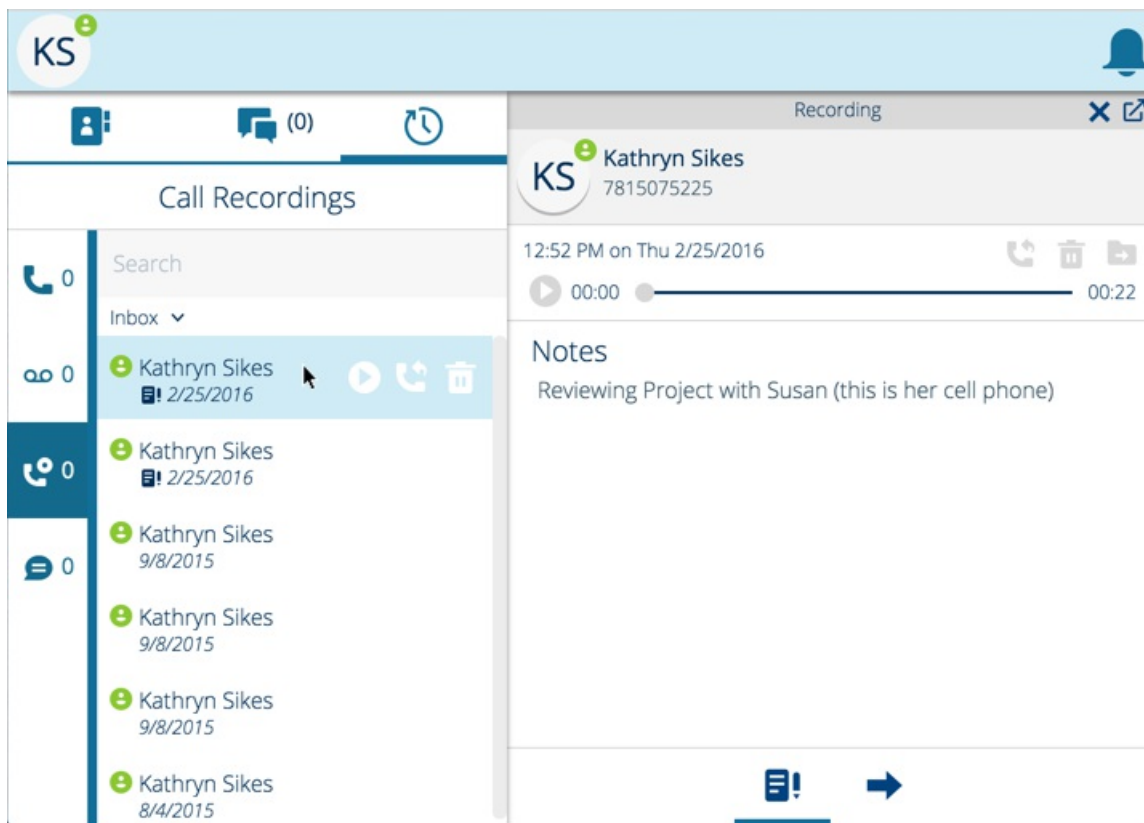 KS
(0)
Call Recordings
0
0
0
0
Search
Inbox
Kathryn Sikes
2/25/2016
Kathryn Sikes
2/25/2016
Kathryn Sikes
9/8/2015
Kathryn Sikes
9/8/2015
Kathryn Sikes
9/8/2015
Kathryn Sikes
8/4/2015
Recording
KS
Kathryn Sikes
7815075225
12:52 PM on Thu 2/25/2016
00:00 00:22
Notes
Reviewing Project with Susan (this is her cell phone)